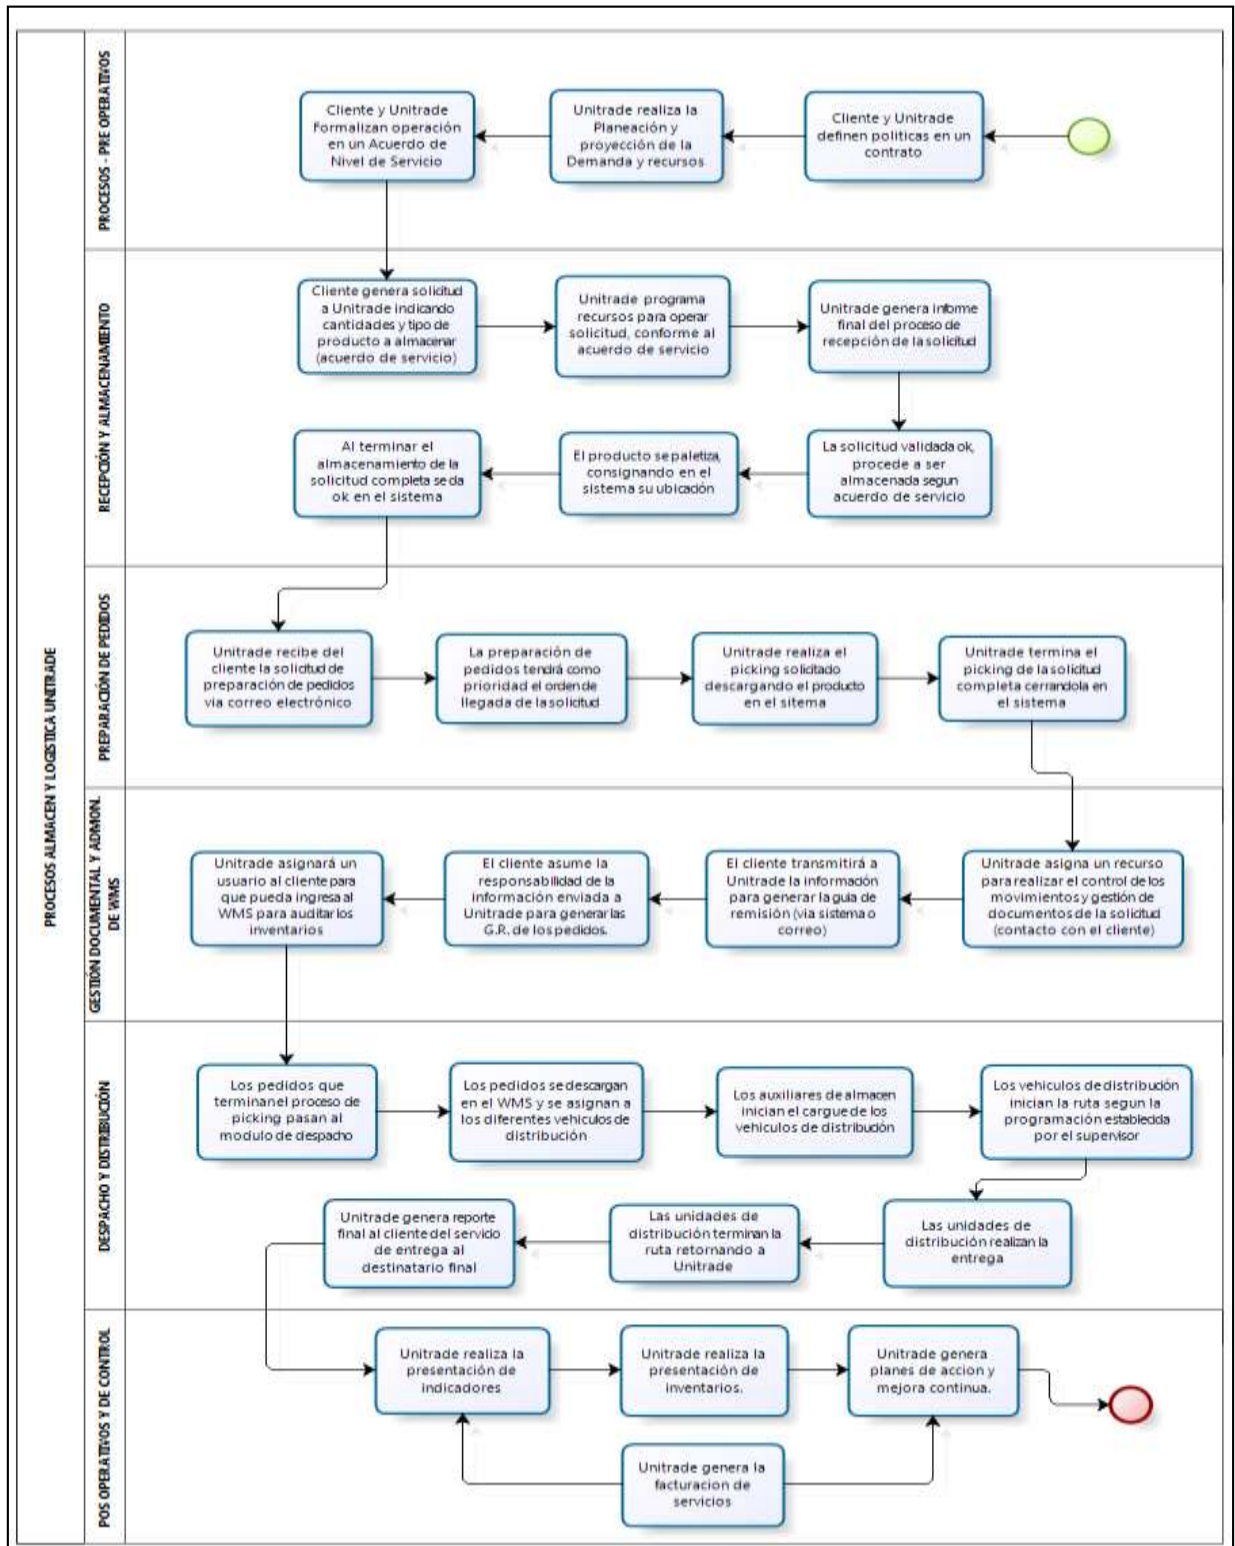 PROCESOS ALMACEN Y LOGISTICA UNITRADE
PROCESOS - PRE OPERATIVOS
Cliente y Unitrade
Formalizan operación
en un Acuerdo de
Nivel de Servicio
Unitrade realiza la
Planeación y
proyección de la
Demanda y recursos
Cliente y Unitrade
definen politicas en un
contrato
RECEPCIÓN Y ALMACENAMIENTO
Cliente genera solicitud
a Unitrade indicando
cantidades y tipo de
producto a almacenar
(acuerdo de servicio)
Unitrade programa
recursos para operar
solicitud, conforme al
acuerdo de servicio
Unitrade genera informe
final del proceso de
recepción de la solicitud
Al terminar el
almacenamiento de la
solicitud completa se da
ok en el sistema
El producto se paletiza,
consignando en el
sistema su ubicación
La solicitud validada ok,
procede a ser
almacenada segun
acuerdo de servicio
PREPARACIÓN DE PEDIDOS
Unitrade recibe del
cliente la solicitud de
preparación de pedidos
via correo electrónico
La preparación de
pedidos tendrá como
prioridad el orden de
llegada de la solicitud
Unitrade realiza el
picking solicitado
descargando el producto
en el sitema
Unitrade termina el
picking de la solicitud
completa cerrandola en
el sistema
GESTIÓN DOCUMENTAL Y ADMON.
DE WMS
Unitrade asignará un
usuario al cliente para
que pueda ingresa al
WMS para auditar los
inventarios
El cliente asume la
responsabilidad de la
información enviada a
Unitrade para generar las
G.R. de los pedidos.
El cliente transmitirá a
Unitrade la información
para generar la guia de
remisión (via sistema o
correo)
Unitrade asigna un recurso
para realizar el control de los
movimientos y gestión de
documentos de la solicitud
(contacto con el cliente)
DESPACHO Y DISTRIBUCIÓN
Los pedidos que
terminan el proceso de
picking pasan al
modulo de despacho
Los pedidos se descargan
en el WMS y se asignan a
los diferentes vehiculos de
distribución
Los auxiliares de almacen
inician el cargue de los
vehiculos de distribución
Los vehiculos de distribución
inician la ruta segun la
programación establecida
por el supervisor
Unitrade genera reporte
final al cliente del servicio
de entrega al
destinatario final
Las unidades de
distribución terminan la
ruta retornando a
Unitrade
Las unidades de
distribución realizan la
entrega
POS OPERATIVOS Y DE CONTROL
Unitrade realiza la
presentación de
indicadores
Unitrade realiza la
presentación de
inventarios.
Unitrade genera
planes de accion y
mejora continua.
Unitrade genera la
facturacion de
servicios